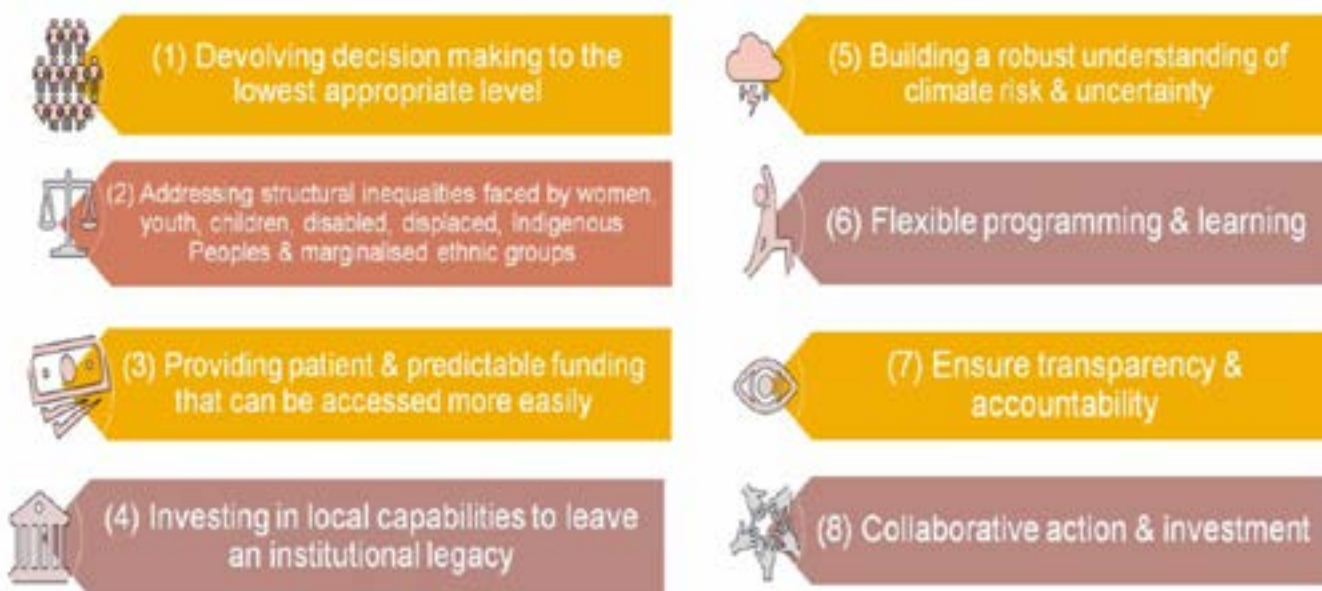 (1) Devolving decision making to the
lowest appropriate level
(2) Addressing structural inequalities faced by women,
youth, children, disabled, displaced, Indigenous
Peoples & marginalised ethnic groups
(3) Providing patient & predictable funding
that can be accessed more easily
(4) Investing in local capabilities to leave
an institutional legacy
(5) Building a robust understanding of
climate risk & uncertainty
(6) Flexible programming & learning
(7) Ensure transparency &
accountability
(8) Collaborative action & investment